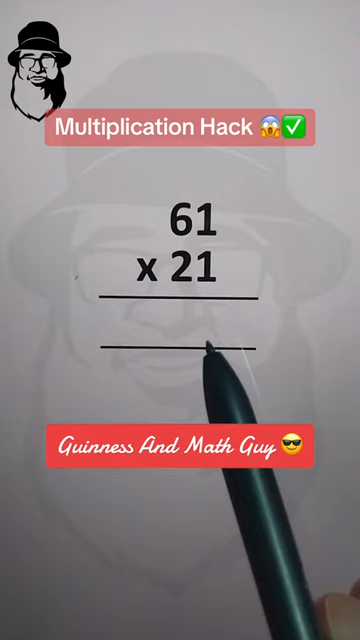 Multiplication Hack 😱✅
61
x 21
Guinness And Math Guy 😎